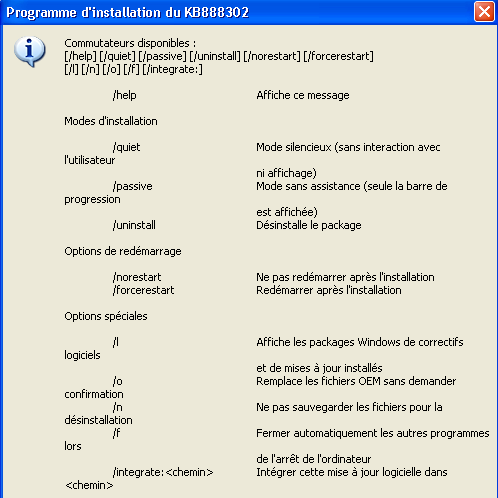 Programme d'installation du KB888302
Commutateurs disponibles :
[/help] [/quiet] [/passive] [/uninstall] [/norestart] [/forcerestart]
[/l] [/n] [/o] [/f] [/integrate:]
/help Affiche ce message
Modes d'installation
/quiet Mode silencieux (sans interaction avec
l'utilisateur
ni affichage)
/passive Mode sans assistance (seule la barre de
progression
est affichée)
/uninstall Désinstalle le package
Options de redémarrage
/norestart Ne pas redémarrer après l'installation
/forcerestart Redémarrer après l'installation
Options spéciales
/l Affiche les packages Windows de correctifs
logiciels
et de mises à jour installés
/o Remplace les fichiers OEM sans demander
confirmation
/n Ne pas sauvegarder les fichiers pour la
désinstallation
/f Fermer automatiquement les autres programmes
lors
de l'arrêt de l'ordinateur
/integrate:<chemin> Intégrer cette mise à jour logicielle dans
<chemin>